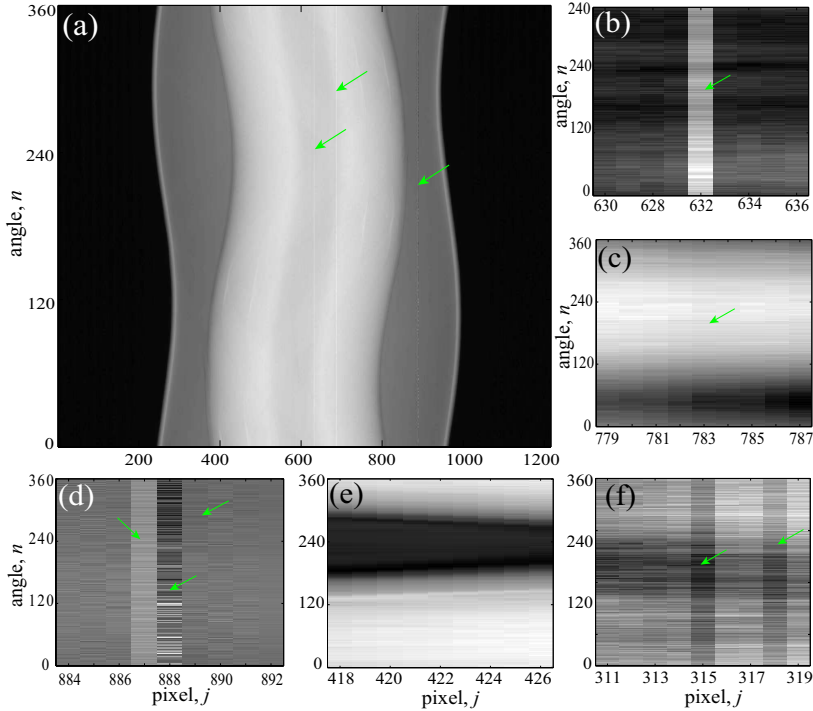 (a)
360
240
120
0
angle, n
200 400 600 800 1000 1200
(b)
240
240
120
0
angle, n
630 628 632 634 636
(c)
360
240
120
0
angle, n
779 781 783 785 787
(d)
360
240
120
0
angle, n
884 886 888 890 892
pixel, j
(e)
360
240
120
0
418 420 422 424 426
pixel, j
(f)
360
240
120
0
311 313 315 317 319
pixel, j